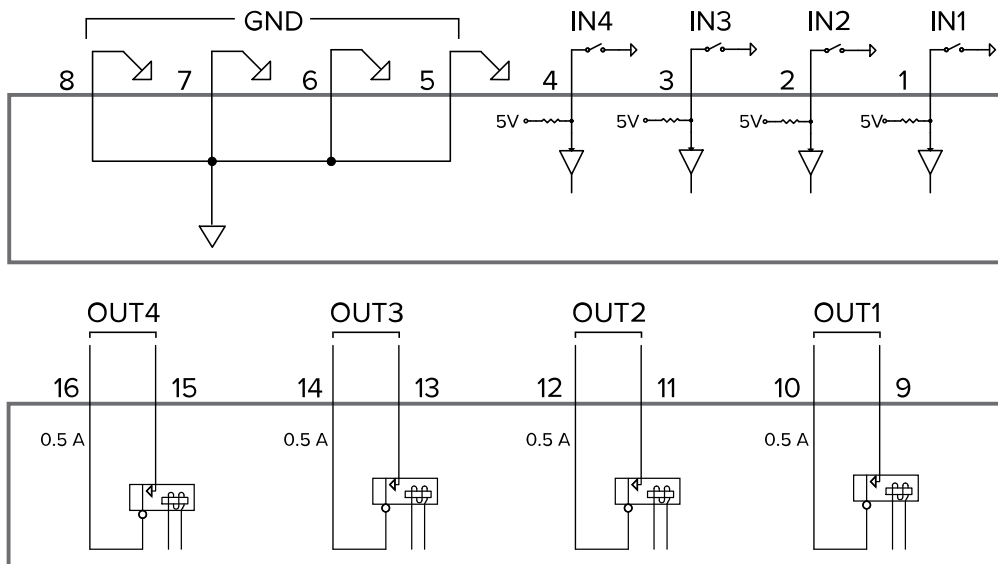 GND IN4 IN3 IN2 IN1
8 7 6 5 4 3 2 1
5V 5V 5V 5V
OUT4 OUT3 OUT2 OUT1
16 15 14 13 12 11 10 9
0.5 A 0.5 A 0.5 A 0.5 A